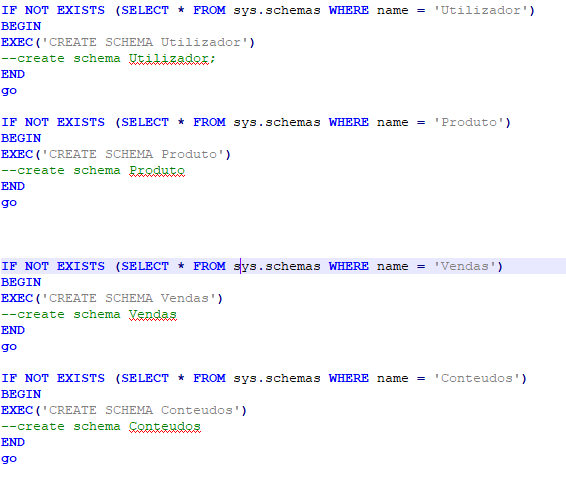 IF NOT EXISTS (SELECT * FROM sys.schemas WHERE name = 'Utilizador')
BEGIN
EXEC('CREATE SCHEMA Utilizador')
--create schema Utilizador;
END
go
IF NOT EXISTS (SELECT * FROM sys.schemas WHERE name = 'Produto')
BEGIN
EXEC('CREATE SCHEMA Produto')
--create schema Produto
END
go
IF NOT EXISTS (SELECT * FROM sys.schemas WHERE name = 'Vendas')
BEGIN
EXEC('CREATE SCHEMA Vendas')
--create schema Vendas
END
go
IF NOT EXISTS (SELECT * FROM sys.schemas WHERE name = 'Conteudos')
BEGIN
EXEC('CREATE SCHEMA Conteudos')
--create schema Conteudos
END
go